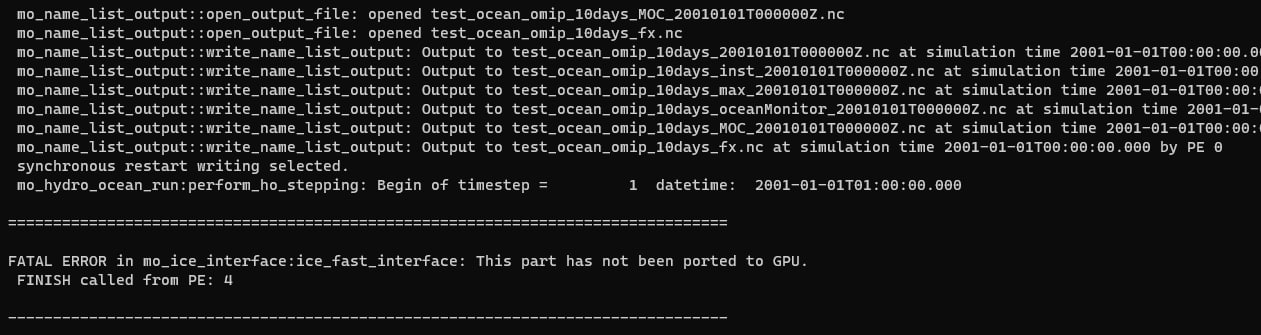 mo_name_list_output::open_output_file: opened test_ocean_omip_10days_MOC_20010101T000000Z.nc
mo_name_list_output::open_output_file: opened test_ocean_omip_10days_fx.nc
mo_name_list_output::write_name_list_output: Output to test_ocean_omip_10days_20010101T000000Z.nc at simulation time 2001-01-01T00:00:00.0
mo_name_list_output::write_name_list_output: Output to test_ocean_omip_10days_inst_20010101T000000Z.nc at simulation time 2001-01-01T00:00
mo_name_list_output::write_name_list_output: Output to test_ocean_omip_10days_max_20010101T000000Z.nc at simulation time 2001-01-01T00:00:
mo_name_list_output::write_name_list_output: Output to test_ocean_omip_10days_oceanMonitor_20010101T000000Z.nc at simulation time 2001-01-
mo_name_list_output::write_name_list_output: Output to test_ocean_omip_10days_MOC_20010101T000000Z.nc at simulation time 2001-01-01T00:00:
mo_name_list_output::write_name_list_output: Output to test_ocean_omip_10days_fx.nc at simulation time 2001-01-01T00:00:00.000 by PE 0
synchronous restart writing selected.
mo_hydro_ocean_run:perform_ho_stepping: Begin of timestep =         1  datetime:  2001-01-01T01:00:00.000
================================================================================
FATAL ERROR in mo_ice_interface:ice_fast_interface: This part has not been ported to GPU.
FINISH called from PE: 4
--------------------------------------------------------------------------------